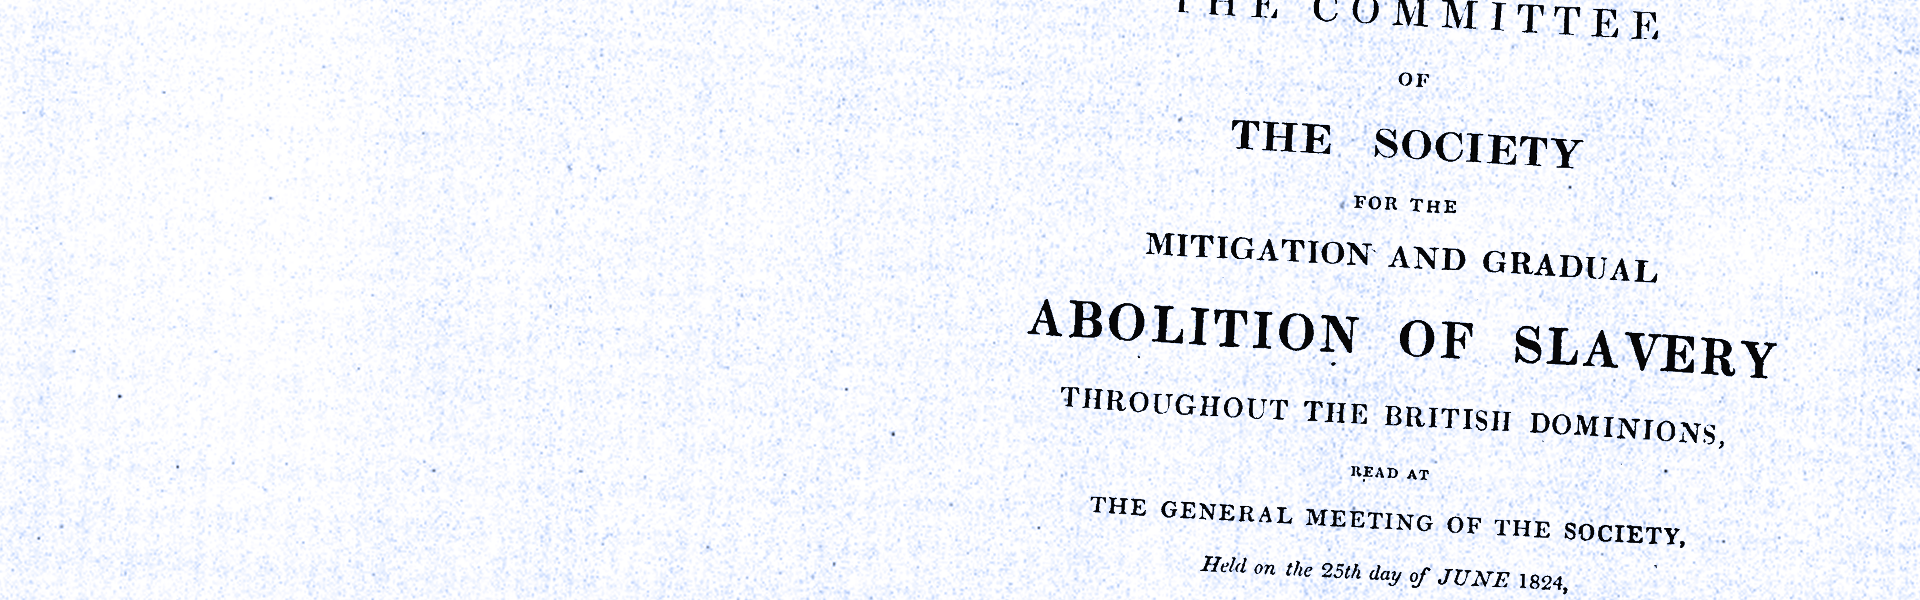 THE COMMITTEE
OF
THE SOCIETY
FOR THE
MITIGATION AND GRADUAL
ABOLITION OF SLAVERY
THROUGHOUT THE BRITISH DOMINIONS,
READ AT
THE GENERAL MEETING OF THE SOCIETY,
Held on the 25th day of JUNE 1824,